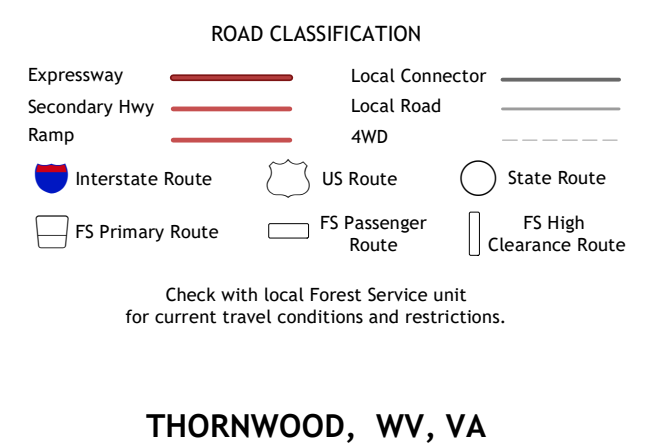 ROAD CLASSIFICATION
Expressway
Local Connector
Secondary Hwy
Local Road
Ramp
4WD
Interstate Route
US Route
State Route
FS Primary Route
FS Passenger
Route
FS High
Clearance Route
Check with local Forest Service unit
for current travel conditions and restrictions.
THORNWOOD, WV, VA